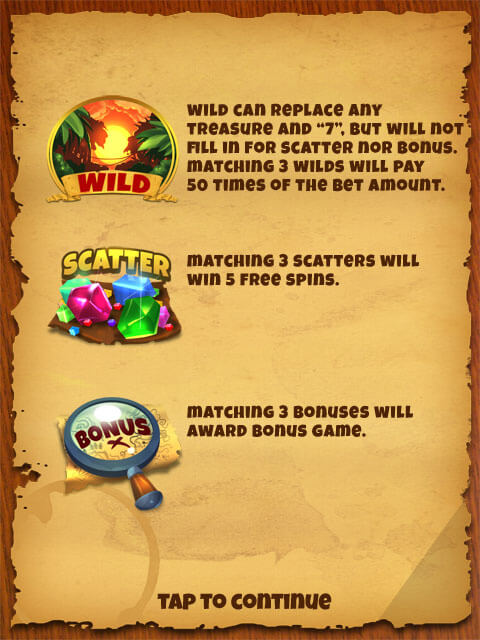 WILD
WILD CAN REPLACE ANY
TREASURE AND “7”, BUT WILL NOT
FILL IN FOR SCATTER NOR BONUS.
MATCHING 3 WILDS WILL PAY
50 TIMES OF THE BET AMOUNT.
SCATTER
MATCHING 3 SCATTERS WILL
WIN 5 FREE SPINS.
BONUS
X
MATCHING 3 BONUSES WILL
AWARD BONUS GAME.
TAP TO CONTINUE